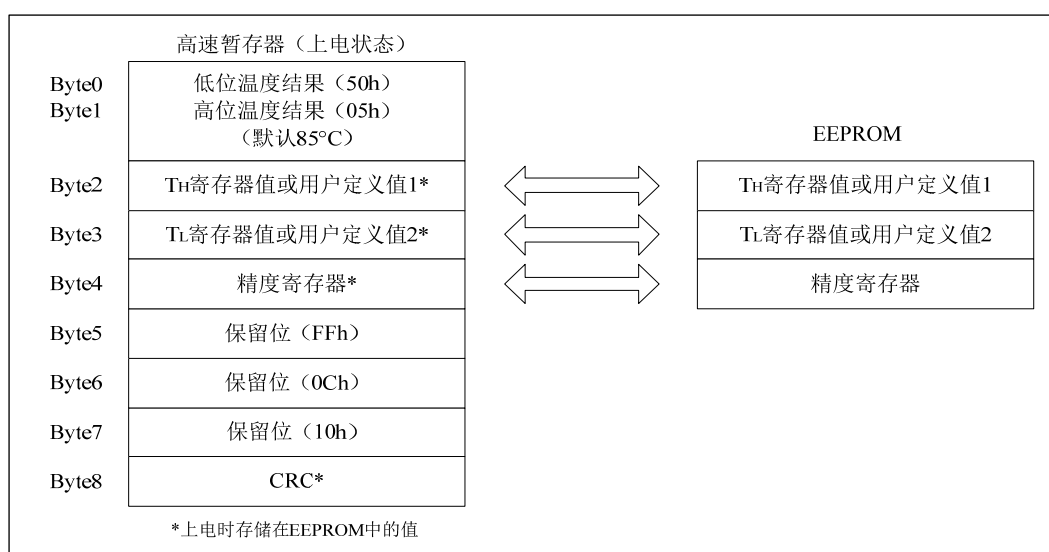 高速暂存器（上电状态）
Byte0 低位温度结果（50h）
Byte1 高位温度结果（05h）
（默认85°C）
EEPROM
Byte2 TH寄存器值或用户定义值1* TH寄存器值或用户定义值1
Byte3 TL寄存器值或用户定义值2* TL寄存器值或用户定义值2
Byte4 精度寄存器* 精度寄存器
Byte5 保留位（FFh）
Byte6 保留位（0Ch）
Byte7 保留位（10h）
Byte8 CRC*
*上电时存储在EEPROM中的值